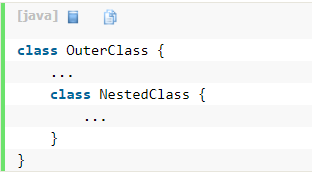 [java]
class OuterClass {
    ...
    class NestedClass {
        ...
    }
}